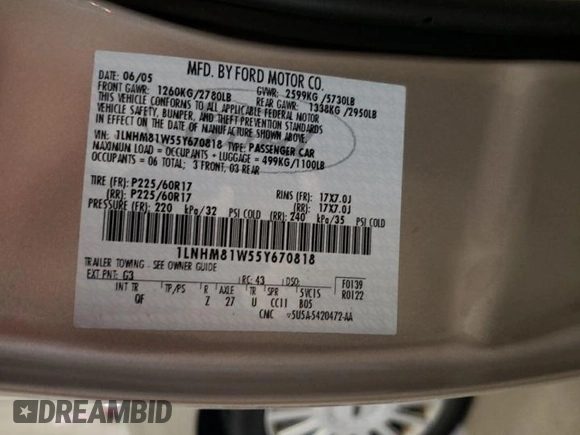 MFD. BY FORD MOTOR CO.
DATE: 06/05 GVWR: 2599KG/5730LB
FRONT GAWR: 1260KG/2780LB REAR GAWR: 1338KG/2950LB
THIS VEHICLE CONFORMS TO ALL APPLICABLE FEDERAL MOTOR
VEHICLE SAFETY, BUMPER, AND THEFT PREVENTION STANDARDS
IN EFFECT ON THE DATE OF MANUFACTURE SHOWN ABOVE.
VIN: 1LNHM81W55Y670818 TYPE: PASSENGER CAR
MAXIMUM LOAD = OCCUPANTS + LUGGAGE = 499KG/1100LB
OCCUPANTS = 06 TOTAL; 3 FRONT, 03 REAR
TIRE (FR): P225/60R17 RIMS (FR): 17X7.0J
(RR): P225/60R17 (RR): 17X7.0J
PRESSURE (FR): 220 kPa/32 PSI COLD (RR): 240 kPa/35 PSI COLD
1LNHM81W55Y670818
TRAILER TOWING - SEE OWNER GUIDE F0139
EXT PNT: G3 RC: 43 DSO: R0122
INT TR TP/PS R AXLE TR SPR 5VC15
QF Z 27 U CC11 B05
CMC 5U5A-5420472-AA
DREAMBID